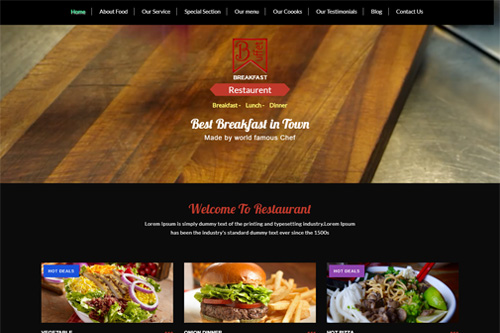 Home About Food Our Service Special Section Our menu Our Coooks Our Testimonials Blog Contact Us
B
BREAKFAST
Restaurent
Breakfast - Lunch - Dinner
Best Breakfast in Town
Made by world famous Chef
Welcome To Restaurant
Lorem Ipsum is simply dummy text of the printing and typesetting industry.Lorem Ipsum
has been the industry's standard dummy text ever since the 1500s
HOT DEALS HOT DEALS
VEGETABLE ONION DINNER HOT PIZZA